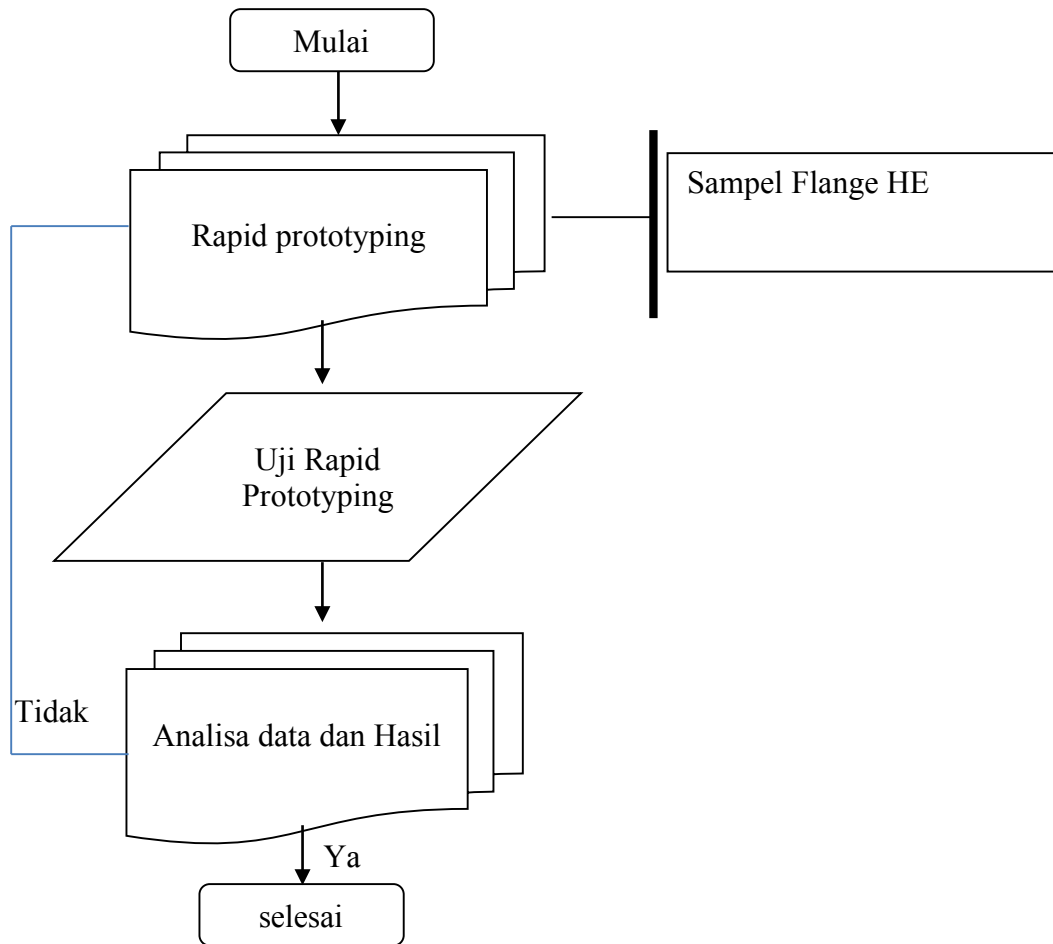 Mulai
Rapid prototyping
Sampel Flange HE
Uji Rapid
Prototyping
Tidak
Analisa data dan Hasil
Ya
selesai